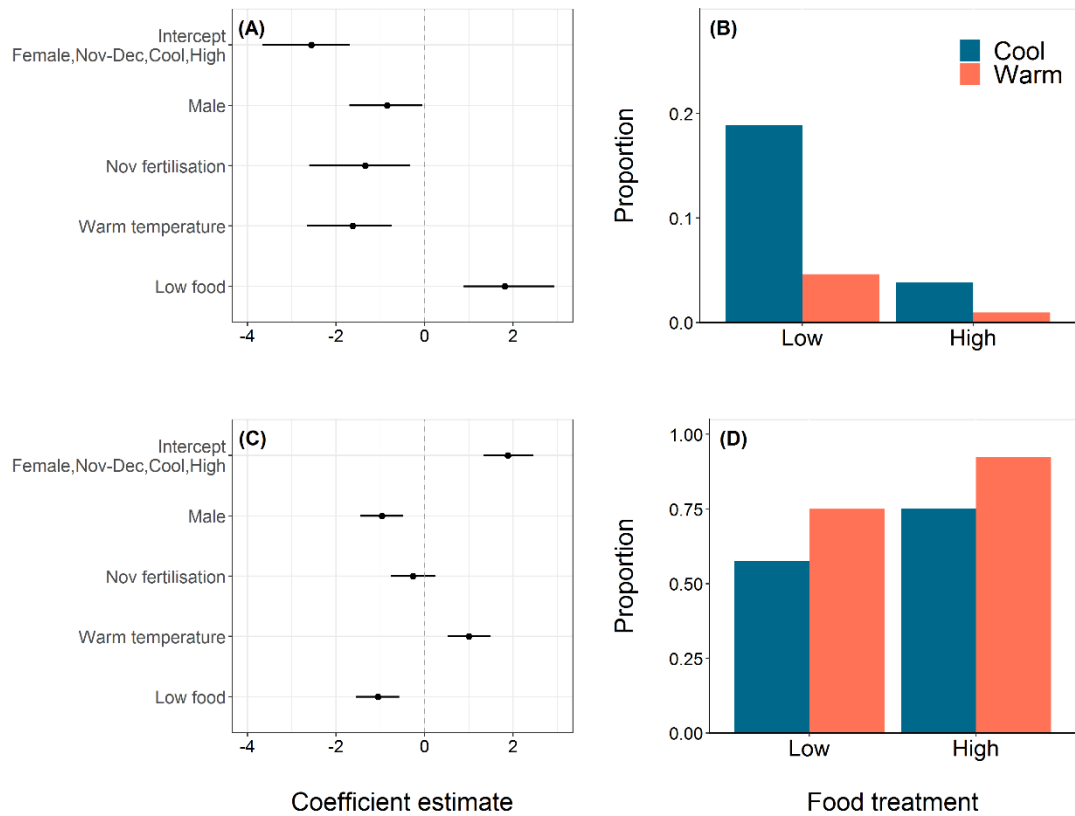 (A)
Intercept
Female,Nov-Dec,Cool,High
Male
Nov fertilisation
Warm temperature
Low food
-4 -2 0 2
(B)
Cool
Warm
Proportion
0.2
0.1
0.0
Low High
(C)
Intercept
Female,Nov-Dec,Cool,High
Male
Nov fertilisation
Warm temperature
Low food
-4 -2 0 2
Coefficient estimate
(D)
Proportion
1.00
0.75
0.50
0.25
0.00
Low High
Food treatment